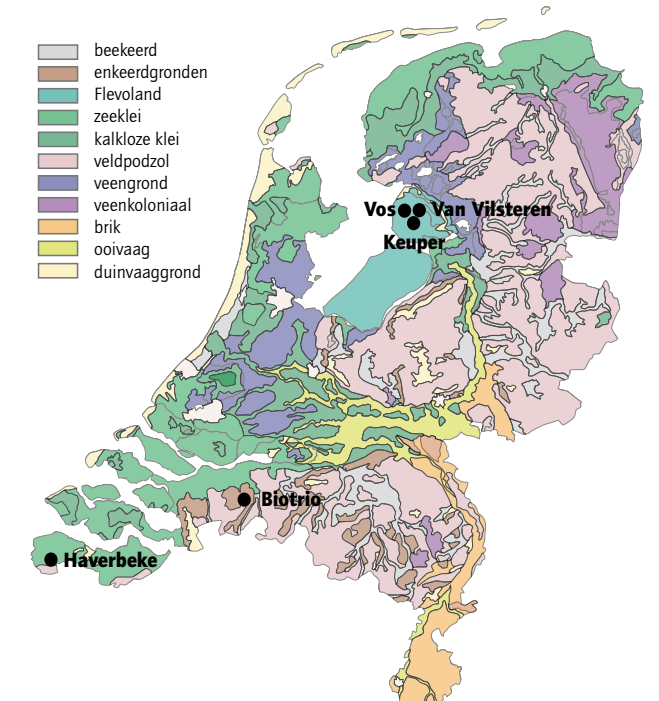 beekeerd
enkeerdgronden
Flevoland
zeeklei
kalkloze klei
veldpodzol
veengrond
veenkoloniaal
brik
ooivaag
duinvaaggrond
Vos Van Vilsteren
Keuper
Biotrio
Haverbeke